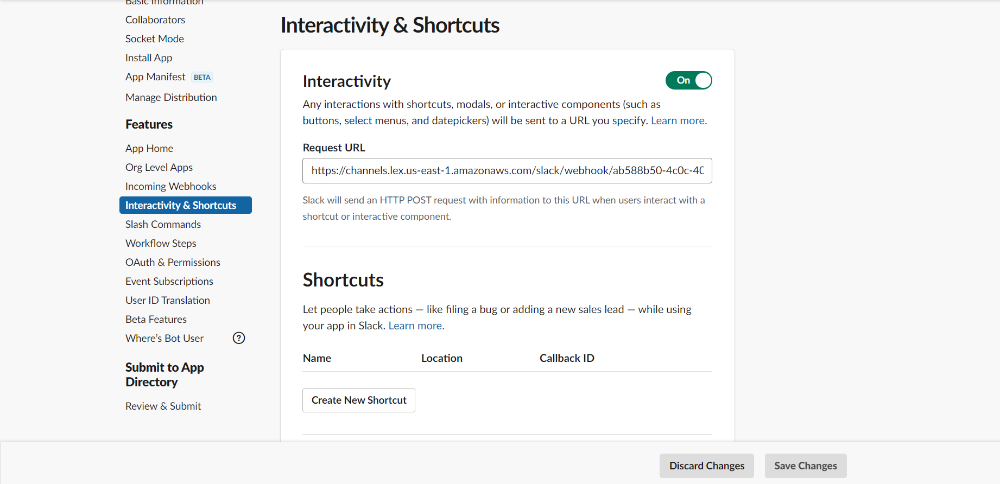 Basic Information
Collaborators
Socket Mode
Install App
App Manifest BETA
Manage Distribution
Features
App Home
Org Level Apps
Incoming Webhooks
Interactivity & Shortcuts
Slash Commands
Workflow Steps
OAuth & Permissions
Event Subscriptions
User ID Translation
Beta Features
Where's Bot User ?
Submit to App
Directory
Review & Submit
Interactivity & Shortcuts
Interactivity On
Any interactions with shortcuts, modals, or interactive components (such as
buttons, select menus, and datepickers) will be sent to a URL you specify. Learn more.
Request URL
https://channels.lex.us-east-1.amazonaws.com/slack/webhook/ab588b50-4c0c-40
Slack will send an HTTP POST request with information to this URL when users interact with a
shortcut or interactive component.
Shortcuts
Let people take actions — like filing a bug or adding a new sales lead — while using
your app in Slack. Learn more.
Name Location Callback ID
Create New Shortcut
Discard Changes Save Changes